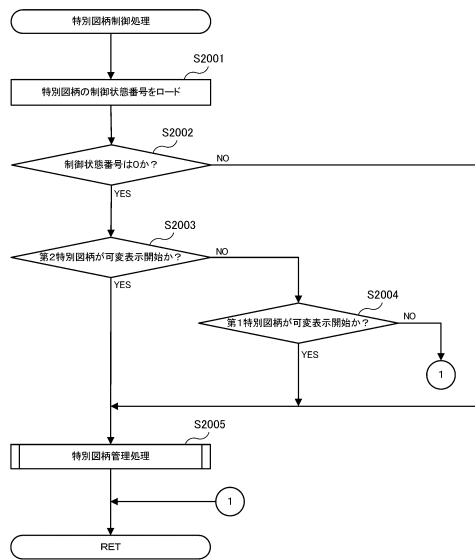 特別図柄制御処理
S2001
特別図柄の制御状態番号をロード
S2002
制御状態番号は0か？
NO
YES
S2003
第2特別図柄が可変表示開始か？
NO
YES
S2004
第1特別図柄が可変表示開始か？
NO
YES
1
S2005
特別図柄管理処理
1
RET